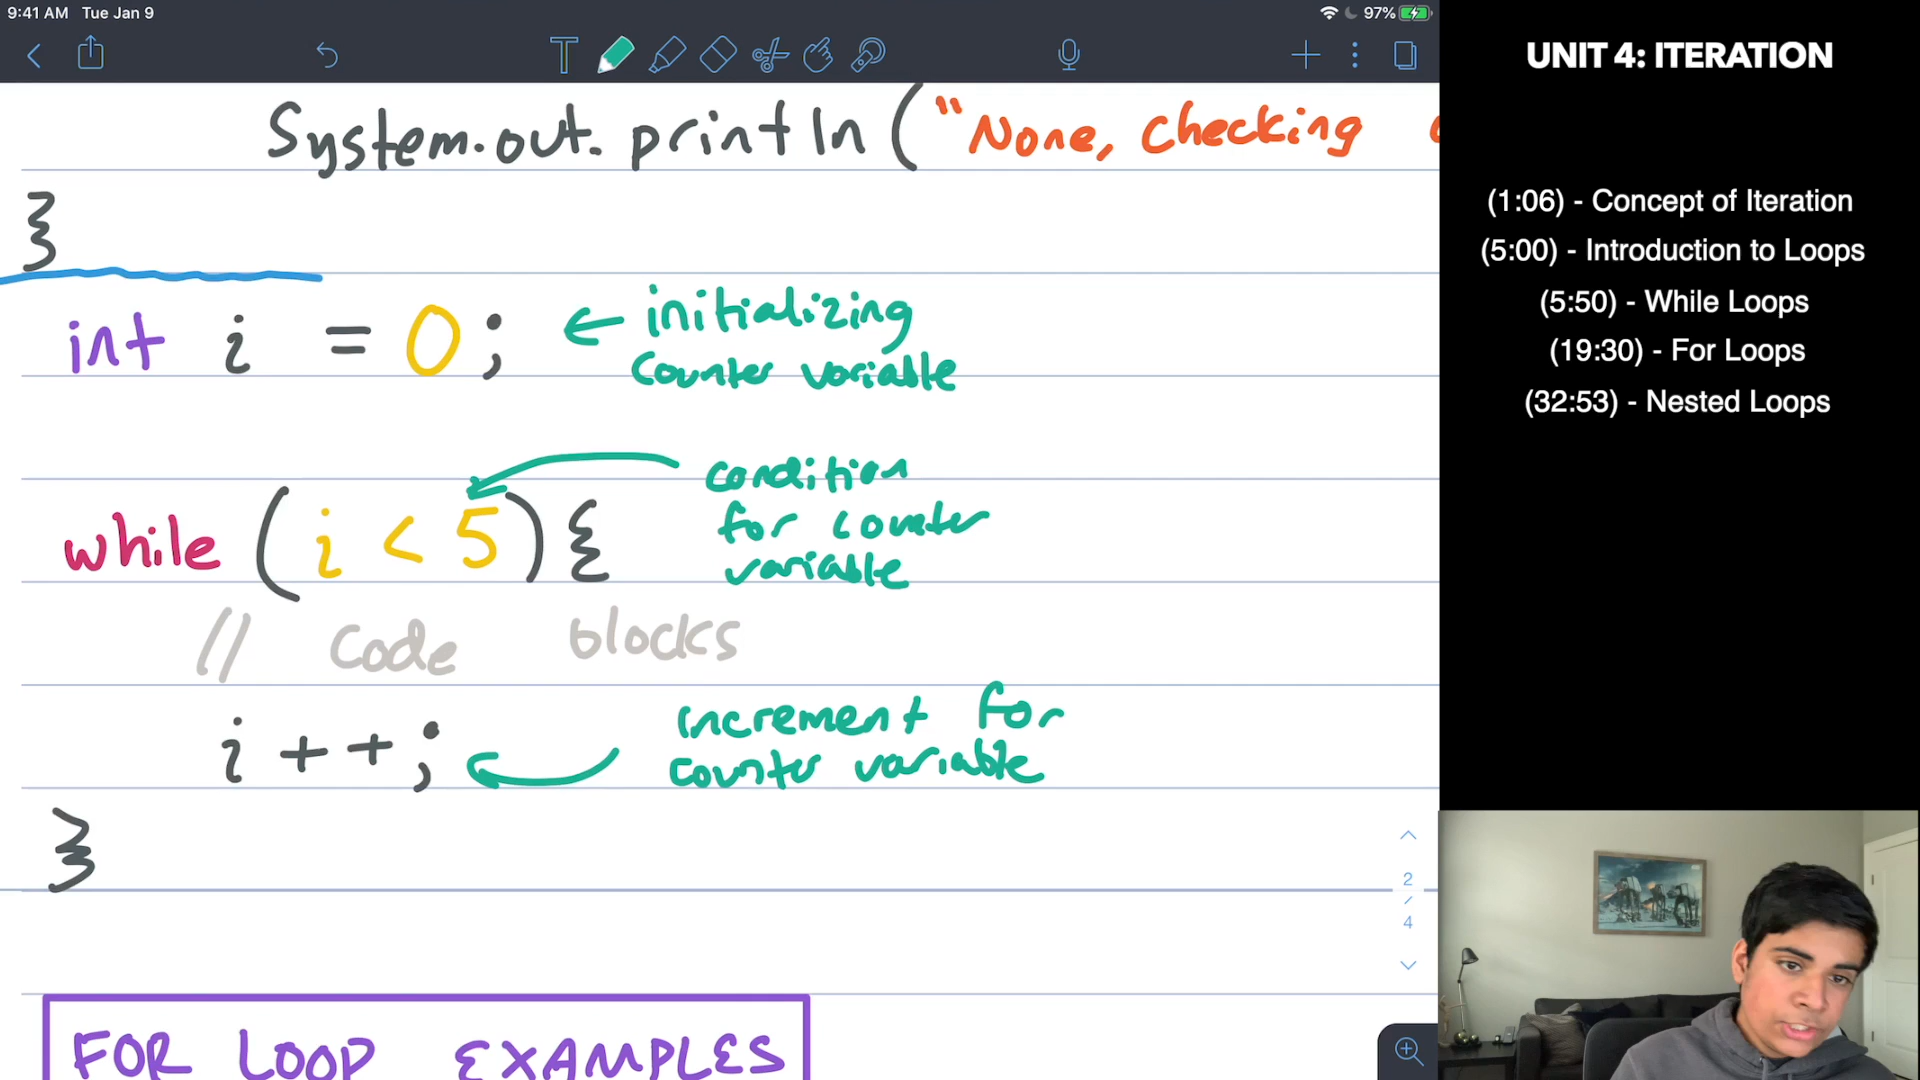 9:41 AM Tue Jan 9
97%
System.out.println("None, Checking
}
int i = 0;
← initializing
counter variable
while (i < 5){
condition
for counter
variable
// Code blocks
i++;
increment for
counter variable
}
2
/
4
FOR LOOP EXAMPLES
UNIT 4: ITERATION
(1:06) - Concept of Iteration
(5:00) - Introduction to Loops
(5:50) - While Loops
(19:30) - For Loops
(32:53) - Nested Loops